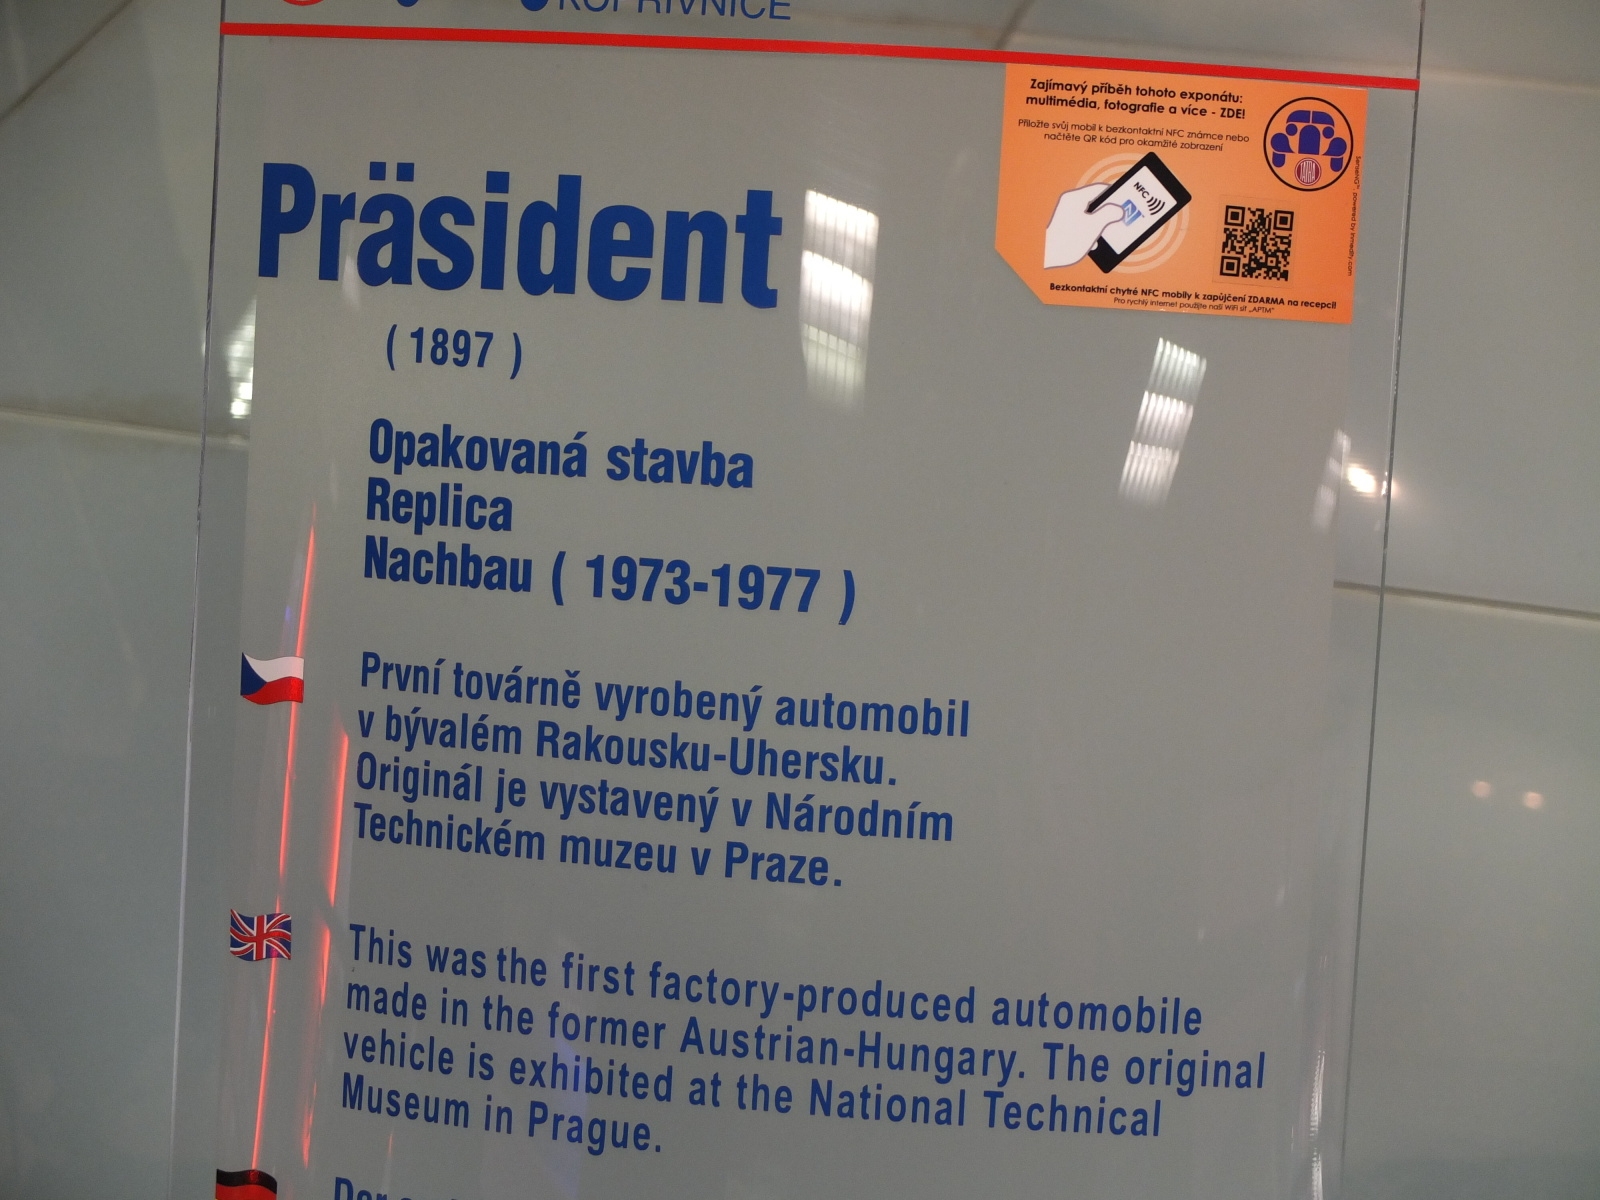 KOPŘIVNICE
Zajímavý příběh tohoto exponátu:
multimédia, fotografie a více - ZDE!
Přiložte svůj mobil k bezkontaktní NFC známce nebo
načtěte QR kód pro okamžité zobrazení
NFC
TATRA
Bezkontaktní chytré NFC mobily k zapůjčení ZDARMA na recepci!
Pro rychlý internet použijte naši WiFi síť „APTM"
powered by
Präsident
( 1897 )
Opakovaná stavba
Replica
Nachbau ( 1973-1977 )
První továrně vyrobený automobil
v bývalém Rakousku-Uhersku.
Originál je vystavený v Národním
Technickém muzeu v Praze.
This was the first factory-produced automobile
made in the former Austrian-Hungary. The original
vehicle is exhibited at the National Technical
Museum in Prague.